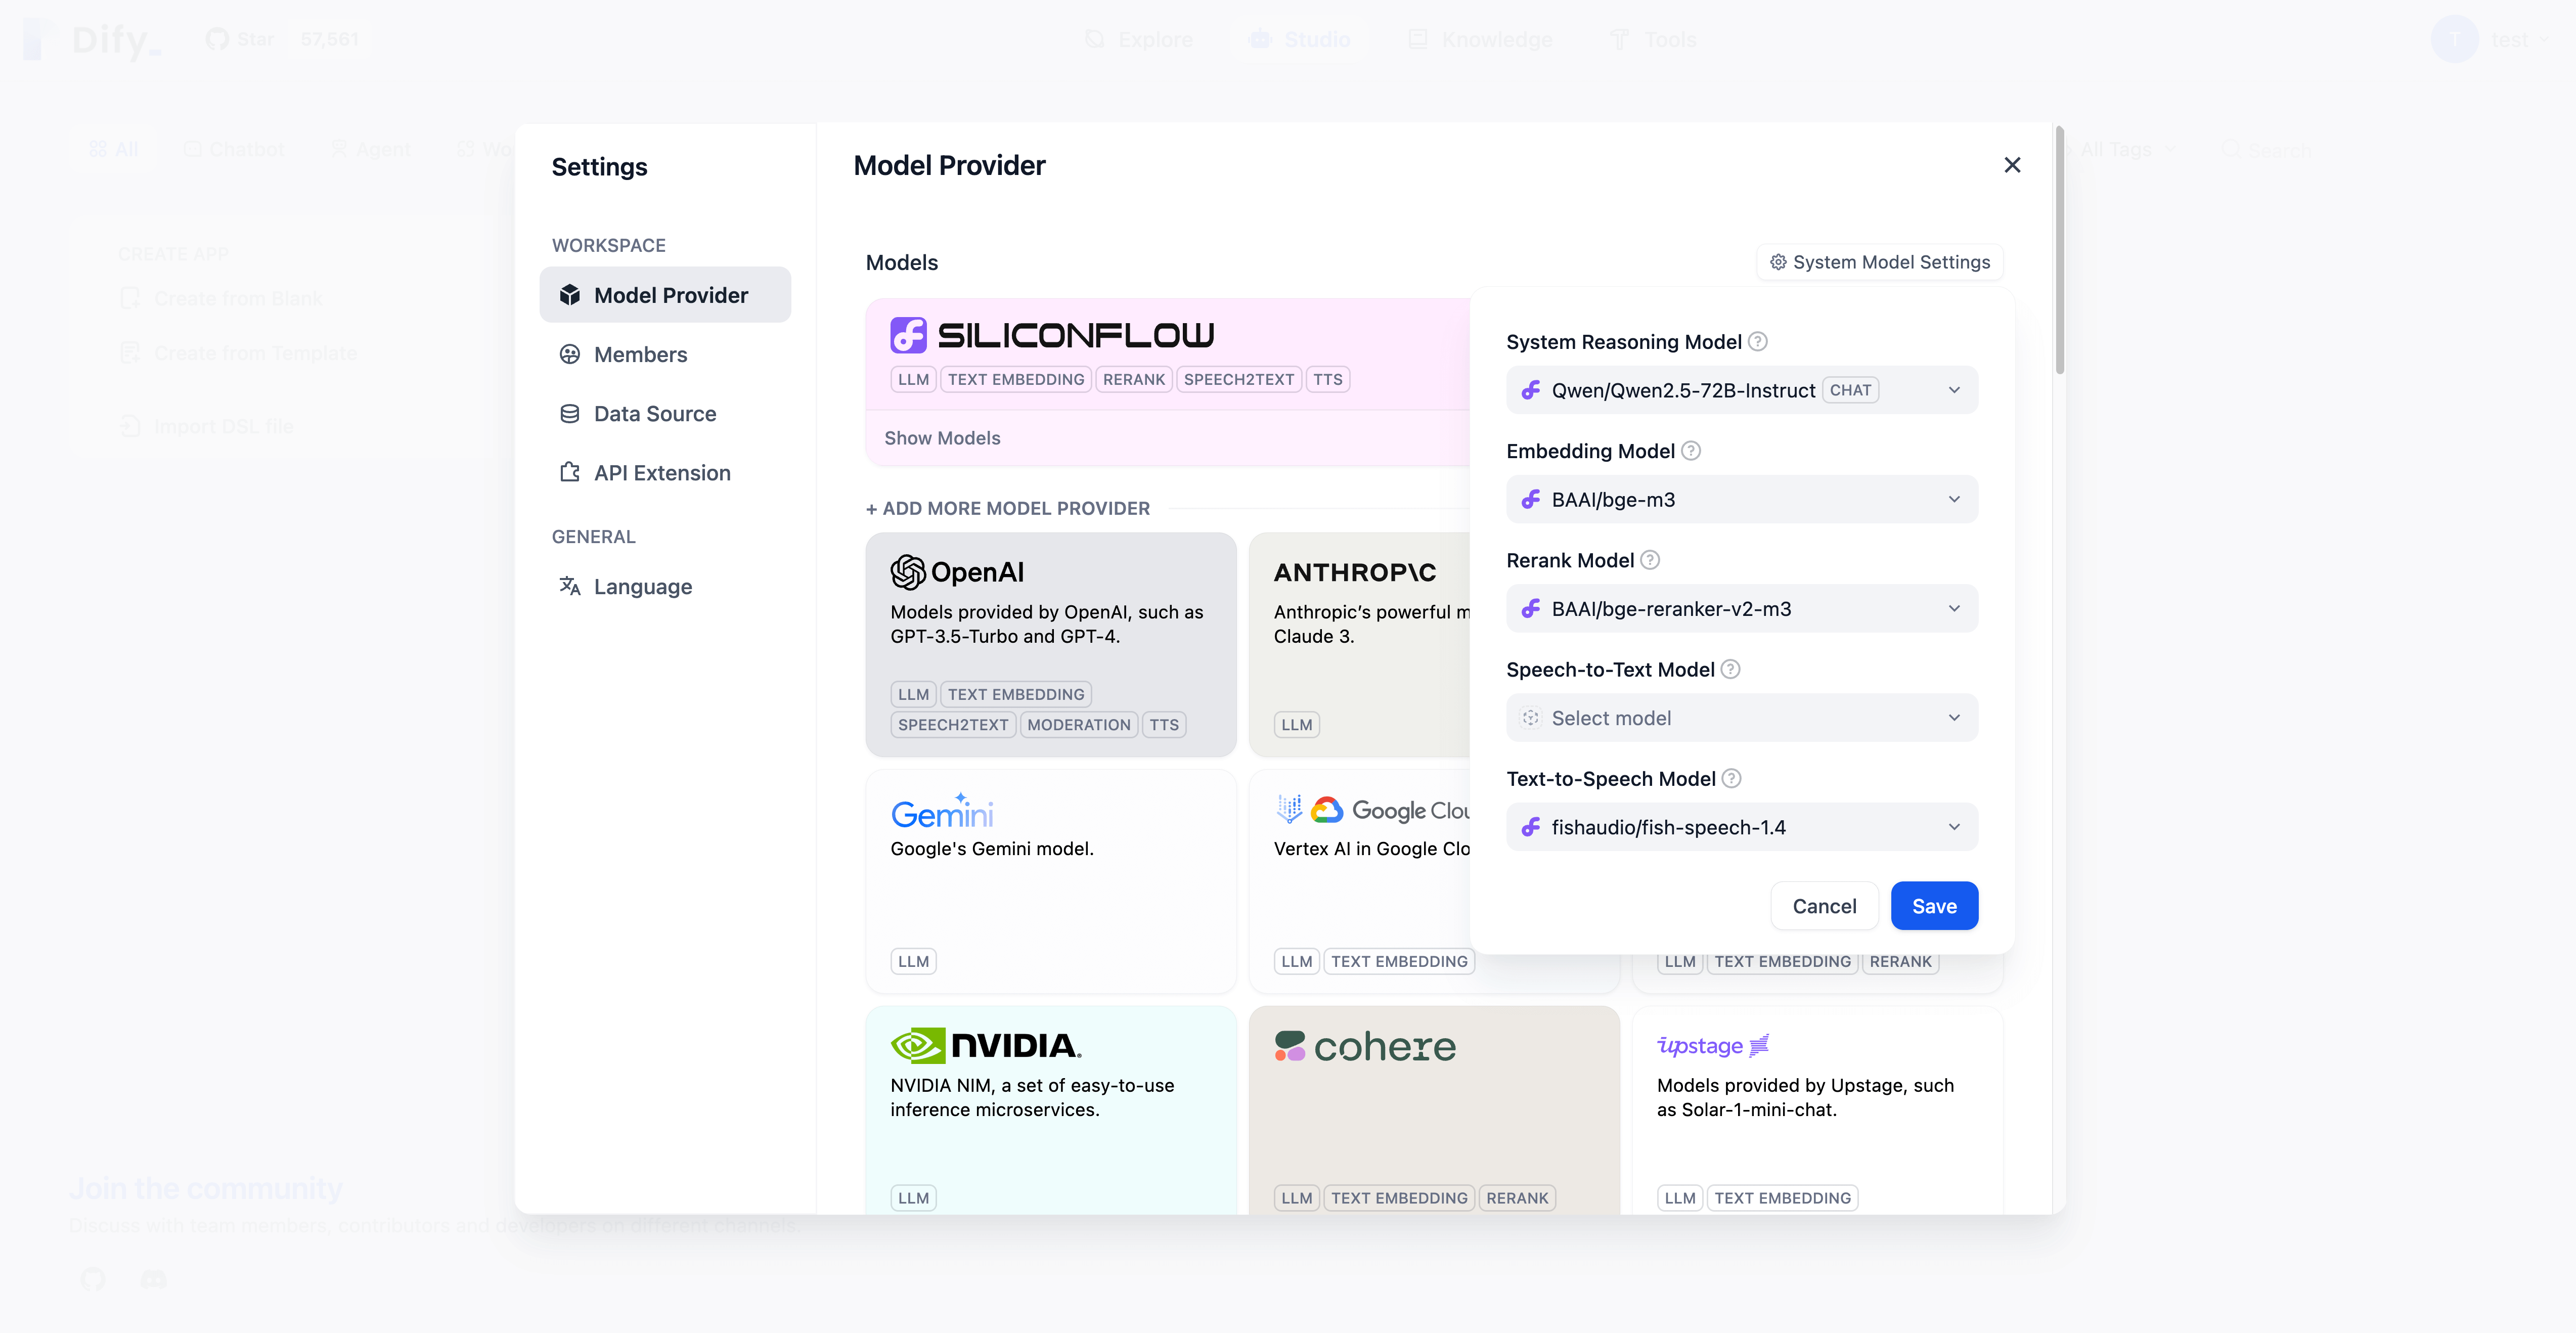 Dify_
Star 57,561
Explore
Studio
Knowledge
Tools
T test
All
Chatbot
Agent
Wo
All Tags
Search
CREATE APP
Create from Blank
Create from Template
Import DSL file
Join the community
Discuss with team members, contributors and developers on different channels.
Settings
WORKSPACE
Model Provider
Members
Data Source
API Extension
GENERAL
Language
Model Provider
Models
System Model Settings
SILICONFLOW
LLM TEXT EMBEDDING RERANK SPEECH2TEXT TTS
Show Models
+ ADD MORE MODEL PROVIDER
OpenAI
Models provided by OpenAI, such as
GPT-3.5-Turbo and GPT-4.
LLM TEXT EMBEDDING
SPEECH2TEXT MODERATION TTS
ANTHROP\C
Anthropic’s powerful m
Claude 3.
LLM
Gemini
Google's Gemini model.
LLM
Google Clou
Vertex AI in Google Clo
LLM TEXT EMBEDDING
LLM TEXT EMBEDDING RERANK
NVIDIA.
NVIDIA NIM, a set of easy-to-use
inference microservices.
LLM
cohere
LLM TEXT EMBEDDING RERANK
upstage
Models provided by Upstage, such
as Solar-1-mini-chat.
LLM TEXT EMBEDDING
System Reasoning Model
Qwen/Qwen2.5-72B-Instruct CHAT
Embedding Model
BAAI/bge-m3
Rerank Model
BAAI/bge-reranker-v2-m3
Speech-to-Text Model
Select model
Text-to-Speech Model
fishaudio/fish-speech-1.4
Cancel
Save